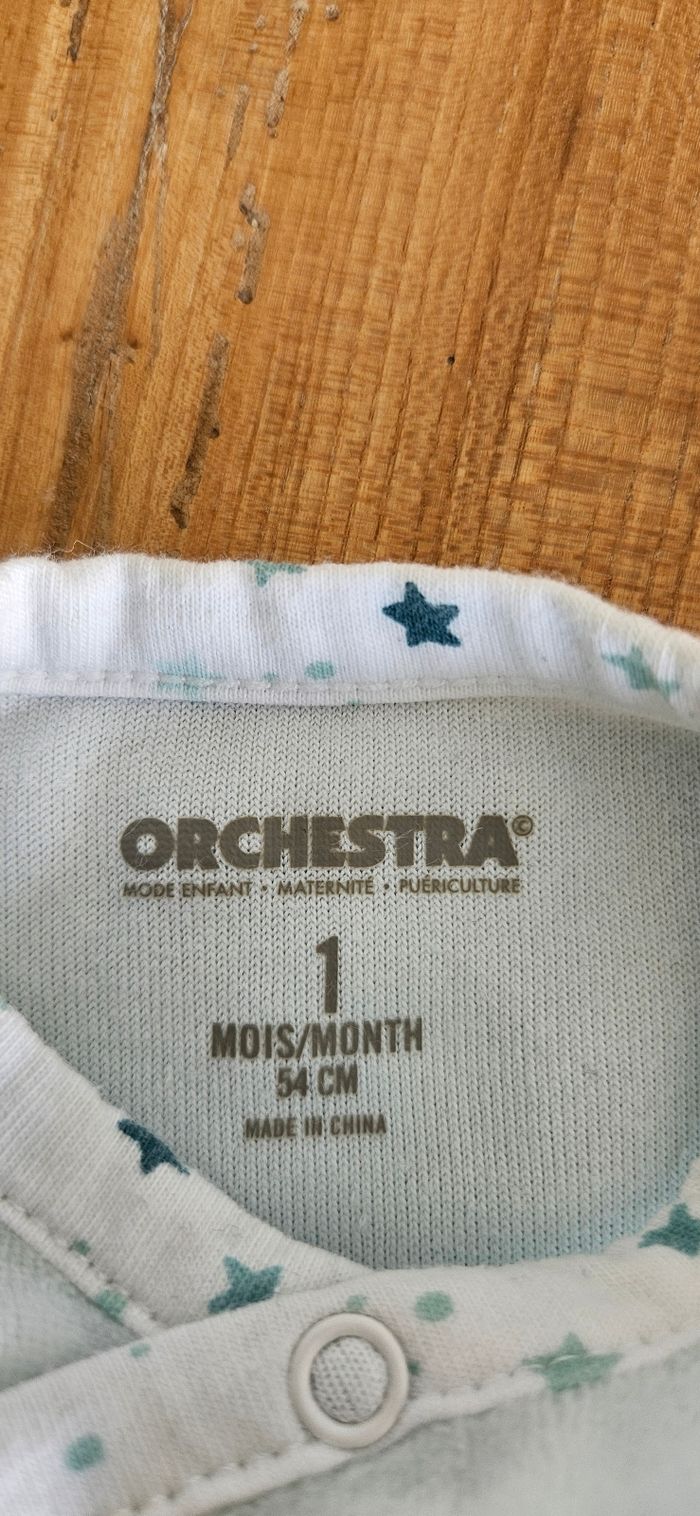 ORCHESTRA©
MODE ENFANT • MATERNITÉ • PUÉRICULTURE
1
MOIS/MONTH
54 CM
MADE IN CHINA